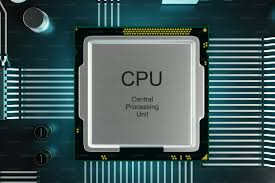 CPU
Central
Processing
Unit